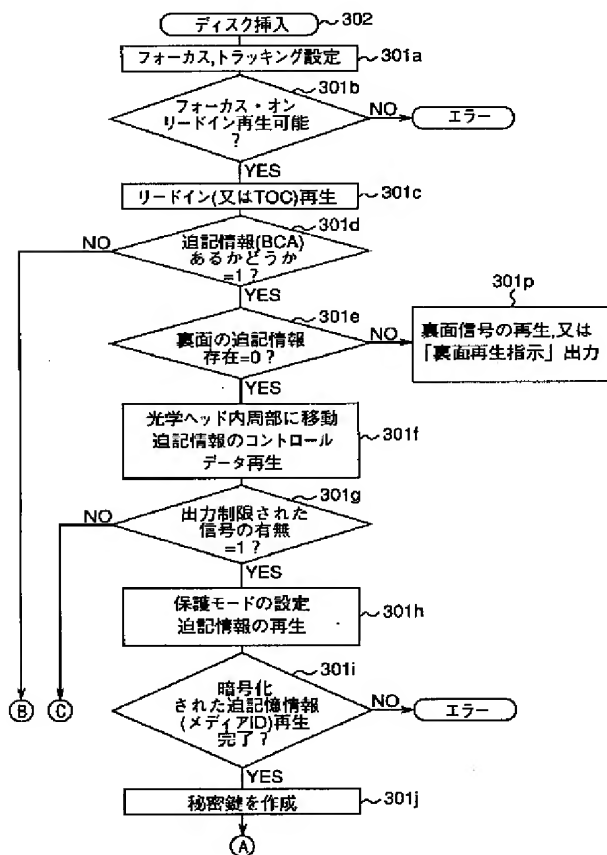 ディスク挿入 302
フォーカス,トラッキング設定 301a
301b
フォーカス・オン
リードイン再生可能
?
NO
エラー
YES
リードイン(又はTOC)再生 301c
301d
NO
追記情報(BCA)
あるかどうか
=1?
YES
301e
裏面の追記情報
存在=0?
NO
301p
裏面信号の再生,又は
「裏面再生指示」出力
YES
光学ヘッド内周部に移動
追記情報のコントロール
データ再生
301f
301g
NO
出力制限された
信号の有無
=1?
YES
保護モードの設定
追記情報の再生
301h
301i
暗号化
された追記憶情報
(メディアID)再生
完了?
NO
エラー
YES
秘密鍵を作成 301j
B
C
A